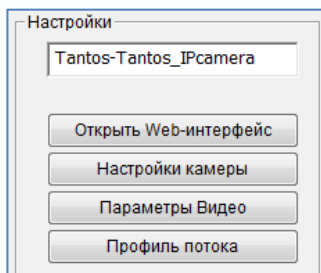 Настройки
Tantos-Tantos_IPcamera
Открыть Web-интерфейс
Настройки камеры
Параметры Видео
Профиль потока